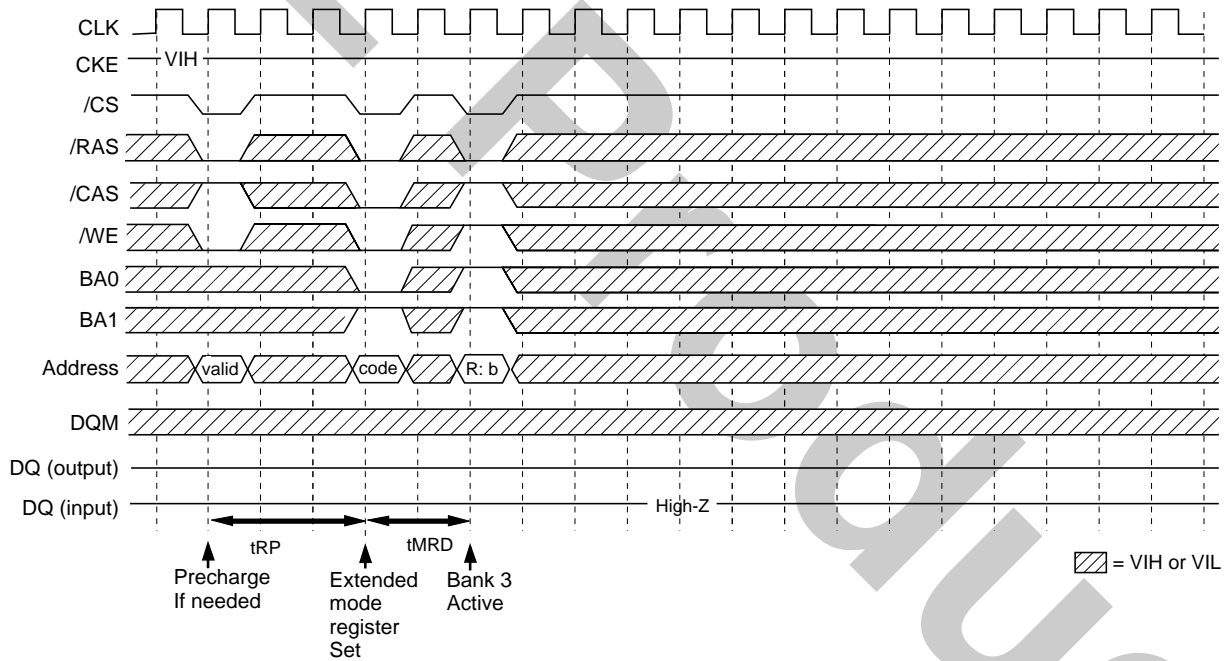 CLK
CKE VIH
/CS
/RAS
/CAS
/WE
BA0
BA1
Address valid code R: b
DQM
DQ (output)
DQ (input) High-Z
tRP tMRD
Precharge
If needed
Extended
mode
register
Set
Bank 3
Active
= VIH or VIL